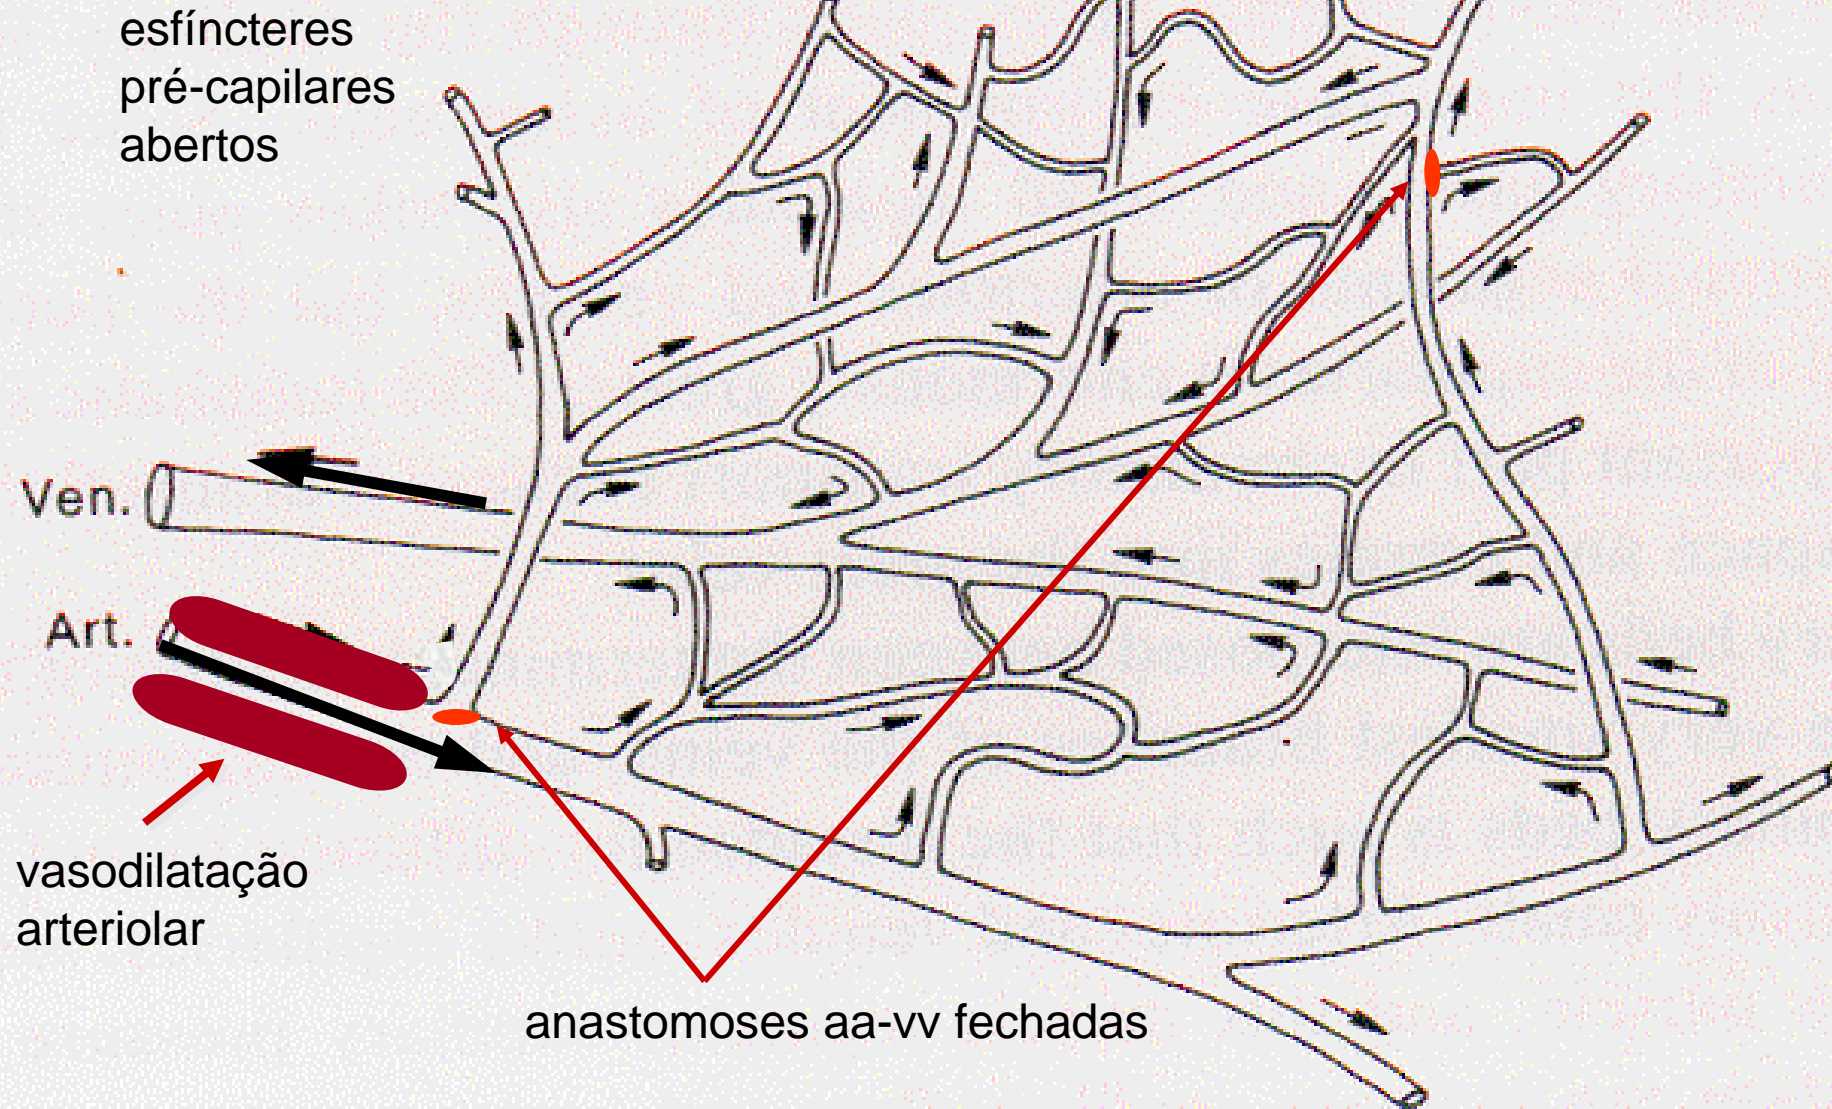 esfíncteres
pré-capilares
abertos
Ven.
Art.
vasodilatação
arteriolar
anastomoses aa-vv fechadas